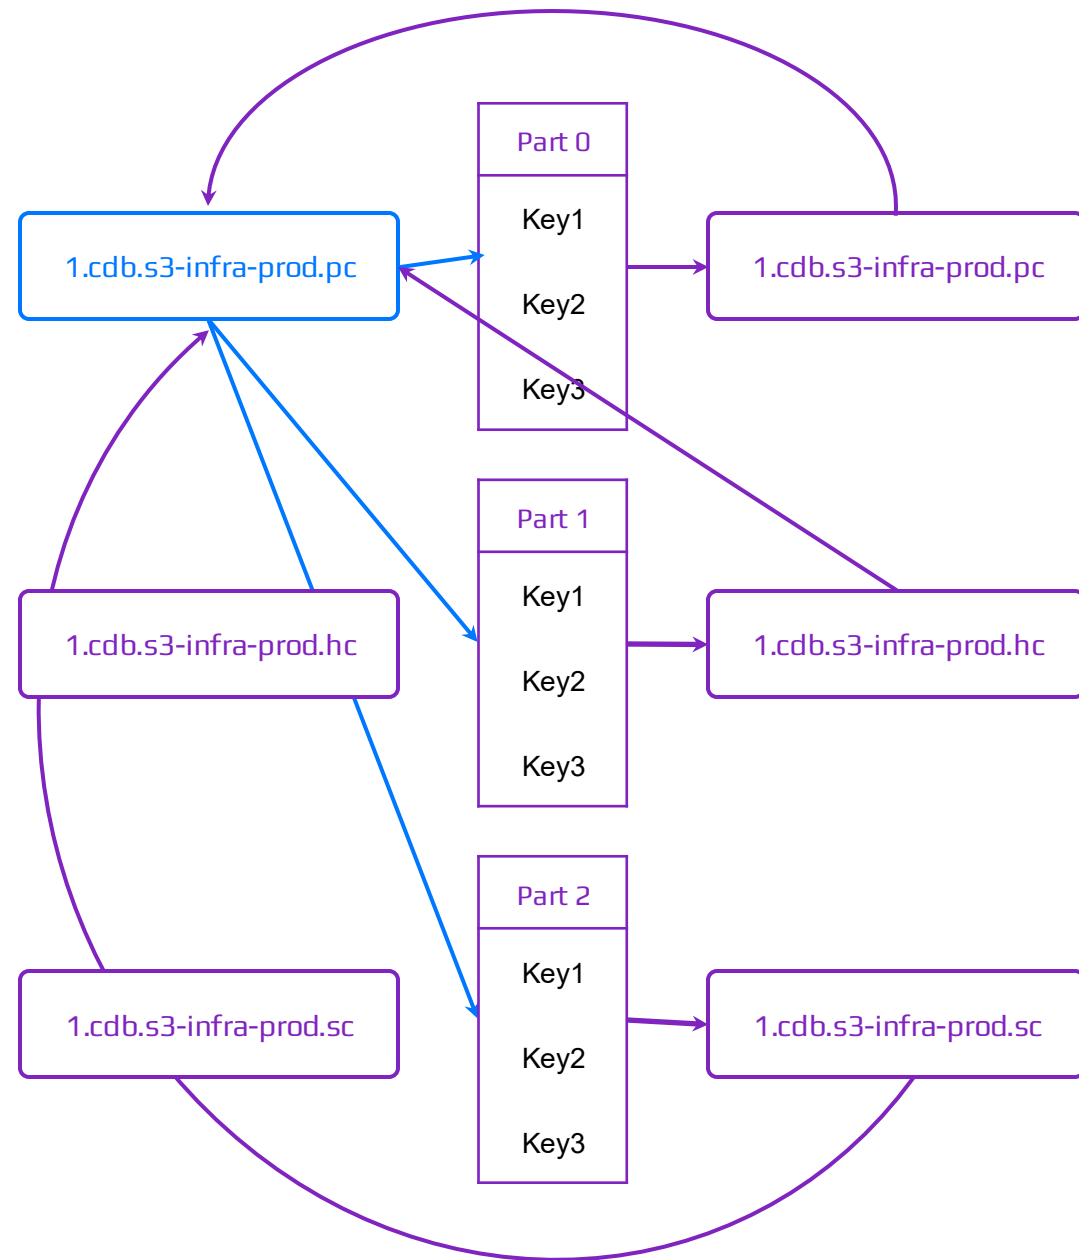 Part 0
Key1
1.cdb.s3-infra-prod.pc
1.cdb.s3-infra-prod.pc
Key2
Key3
Part 1
Key1
1.cdb.s3-infra-prod.hc
1.cdb.s3-infra-prod.hc
Key2
Key3
Part 2
Key1
1.cdb.s3-infra-prod.sc
1.cdb.s3-infra-prod.sc
Key2
Key3